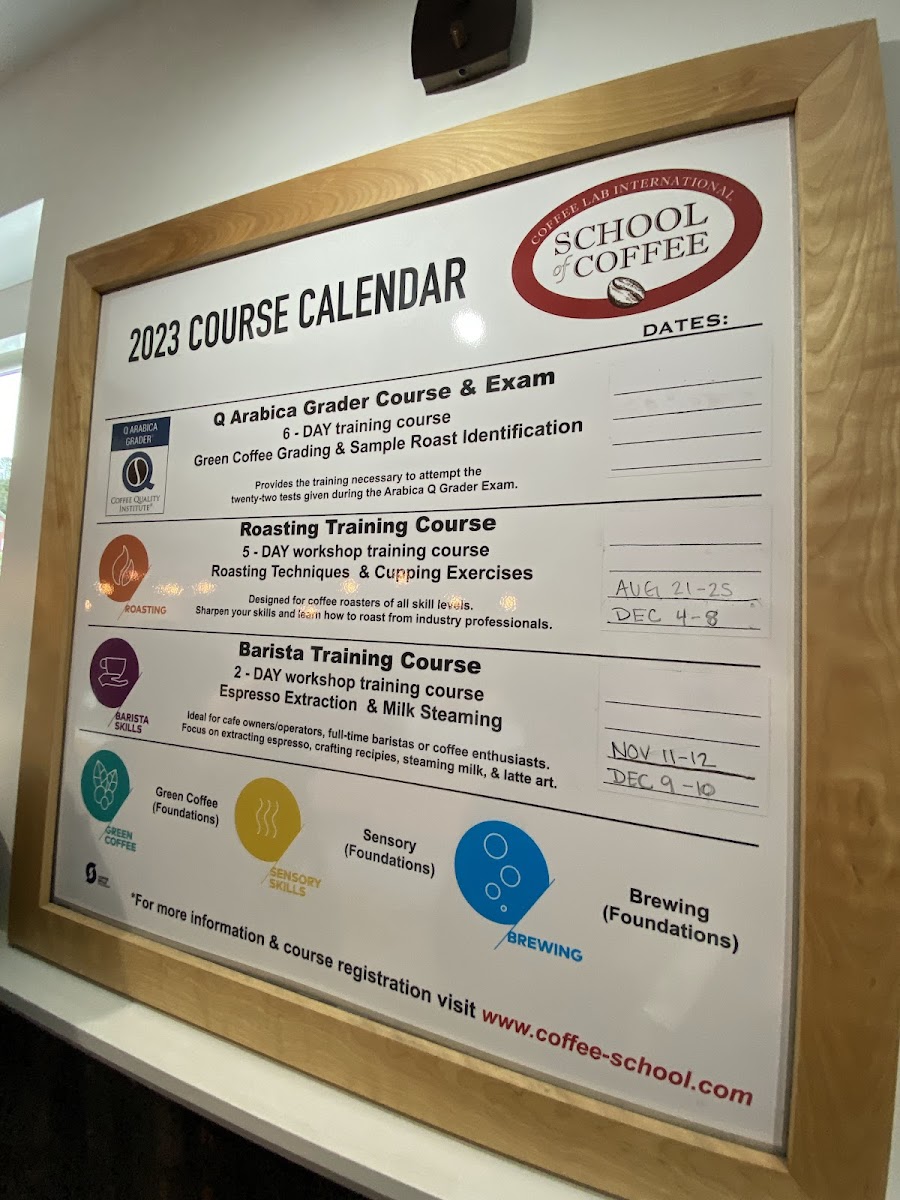 COFFEE LAB INTERNATIONAL
SCHOOL
of COFFEE
2023 COURSE CALENDAR
DATES:
Q ARABICA
GRADER
COFFEE QUALITY
INSTITUTE®
Q Arabica Grader Course & Exam
6 - DAY training course
Green Coffee Grading & Sample Roast Identification
Provides the training necessary to attempt the
twenty-two tests given during the Arabica Q Grader Exam.
ROASTING
Roasting Training Course
5 - DAY workshop training course
Roasting Techniques & Cupping Exercises
Designed for coffee roasters of all skill levels.
Sharpen your skills and learn how to roast from industry professionals.
AUG 21-25
DEC 4-8
BARISTA
SKILLS
Barista Training Course
2 - DAY workshop training course
Espresso Extraction & Milk Steaming
Ideal for cafe owners/operators, full-time baristas or coffee enthusiasts.
Focus on extracting espresso, crafting recipies, steaming milk, & latte art.
NOV 11-12
DEC 9-10
GREEN
COFFEE
Green Coffee
(Foundations)
SENSORY
SKILLS
Sensory
(Foundations)
BREWING
Brewing
(Foundations)
*For more information & course registration visit www.coffee-school.com